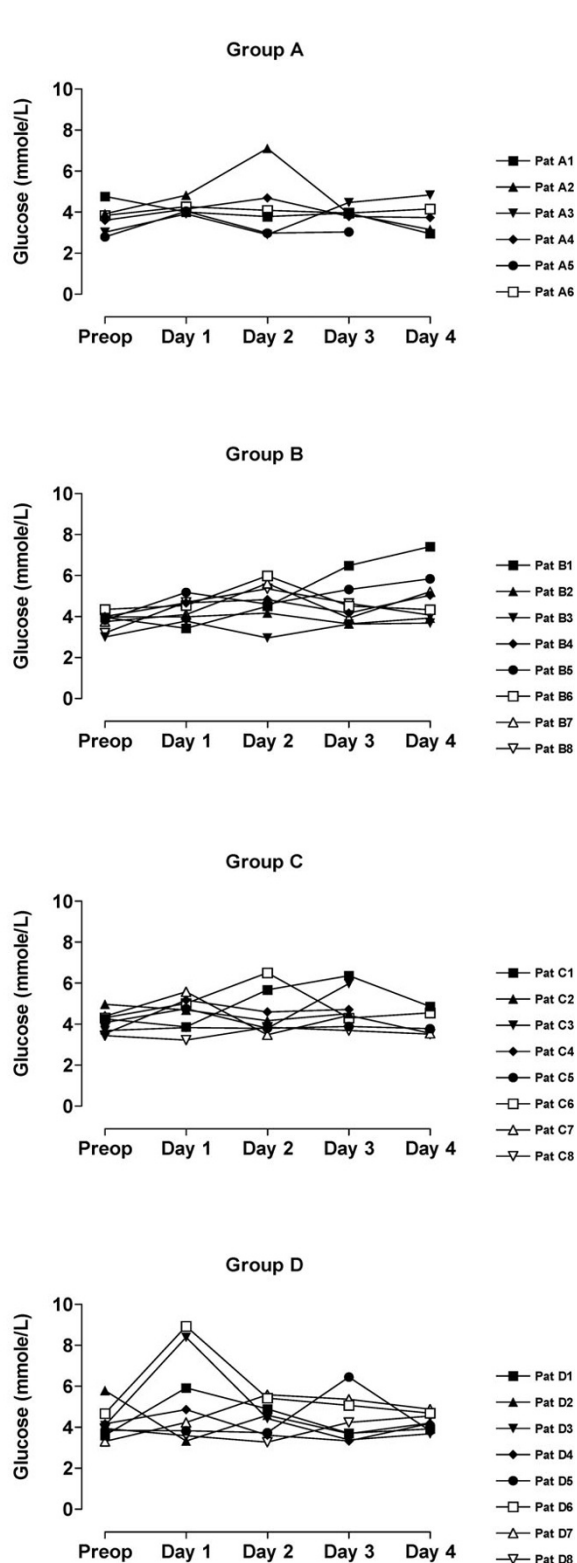 Group A
Glucose (mmole/L)
10
8
6
4
2
0
Preop Day 1 Day 2 Day 3 Day 4
Pat A1
Pat A2
Pat A3
Pat A4
Pat A5
Pat A6
Group B
Glucose (mmole/L)
10
8
6
4
2
0
Preop Day 1 Day 2 Day 3 Day 4
Pat B1
Pat B2
Pat B3
Pat B4
Pat B5
Pat B6
Pat B7
Pat B8
Group C
Glucose (mmole/L)
10
8
6
4
2
0
Preop Day 1 Day 2 Day 3 Day 4
Pat C1
Pat C2
Pat C3
Pat C4
Pat C5
Pat C6
Pat C7
Pat C8
Group D
Glucose (mmole/L)
10
8
6
4
2
0
Preop Day 1 Day 2 Day 3 Day 4
Pat D1
Pat D2
Pat D3
Pat D4
Pat D5
Pat D6
Pat D7
Pat D8